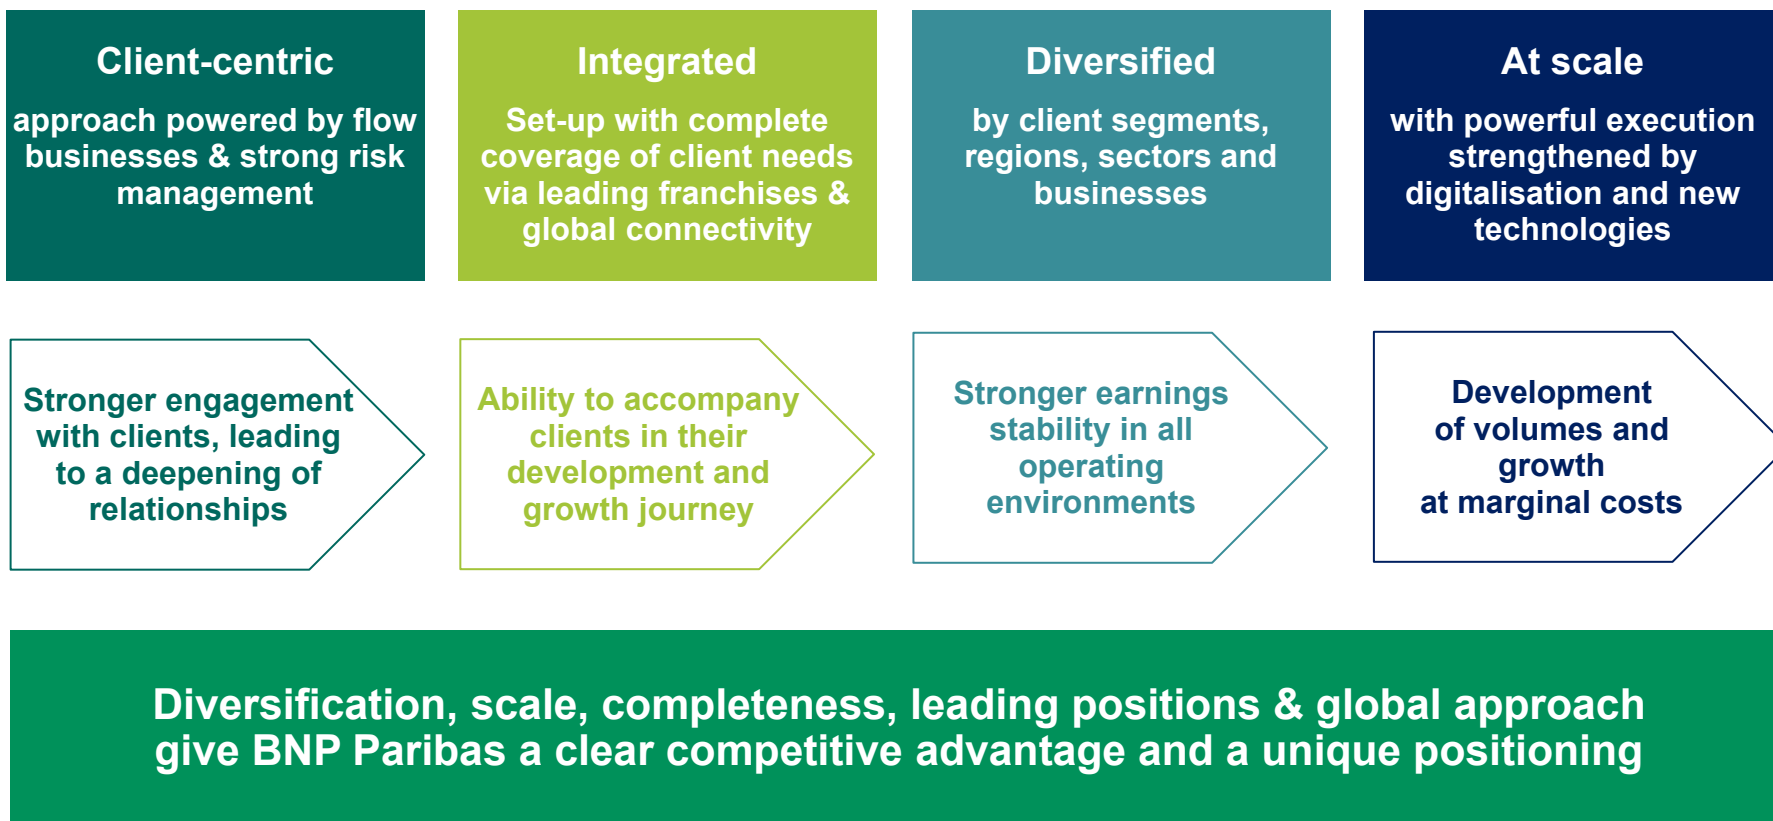 Client-centric
approach powered by flow
businesses & strong risk
management
Integrated
Set-up with complete
coverage of client needs
via leading franchises &
global connectivity
Diversified
by client segments,
regions, sectors and
businesses
At scale
with powerful execution
strengthened by
digitalisation and new
technologies
Stronger engagement
with clients, leading
to a deepening of
relationships
Ability to accompany
clients in their
development and
growth journey
Stronger earnings
stability in all
operating
environments
Development
of volumes and
growth
at marginal costs
Diversification, scale, completeness, leading positions & global approach
give BNP Paribas a clear competitive advantage and a unique positioning